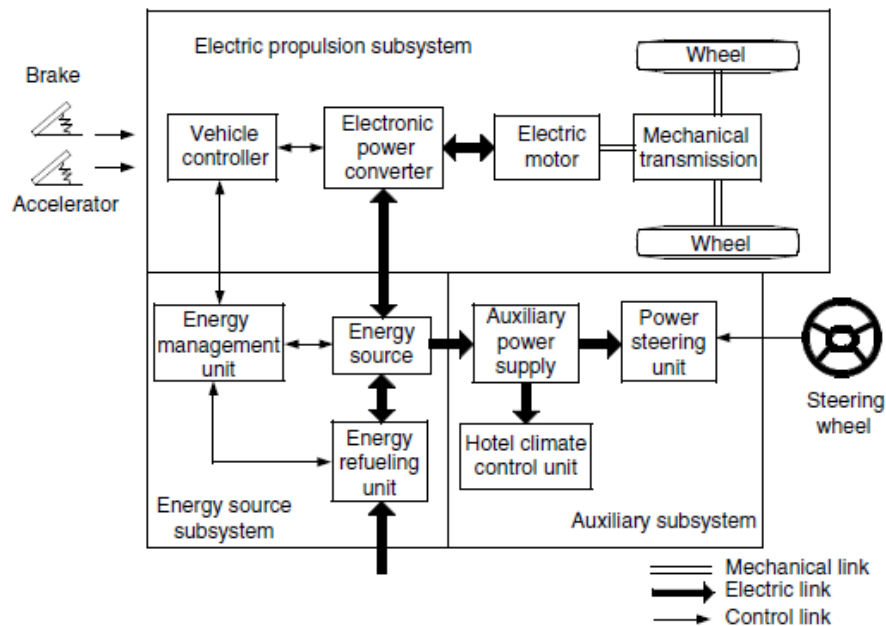 Electric propulsion subsystem
Brake
Accelerator
Vehicle
controller
Electronic
power
converter
Electric
motor
Mechanical
transmission
Wheel
Wheel
Energy
management
unit
Energy
source
Energy
refueling
unit
Energy source
subsystem
Auxiliary
power
supply
Power
steering
unit
Hotel climate
control unit
Auxiliary subsystem
Steering
wheel
Mechanical link
Electric link
Control link